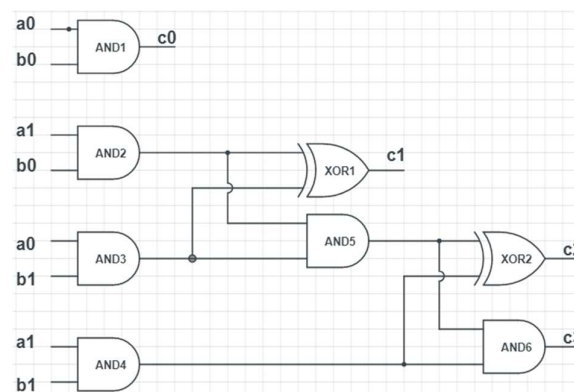 a0
AND1
c0
b0
a1
AND2
b0
XOR1
c1
a0
AND3
b1
AND5
XOR2
a1
AND4
b1
AND6